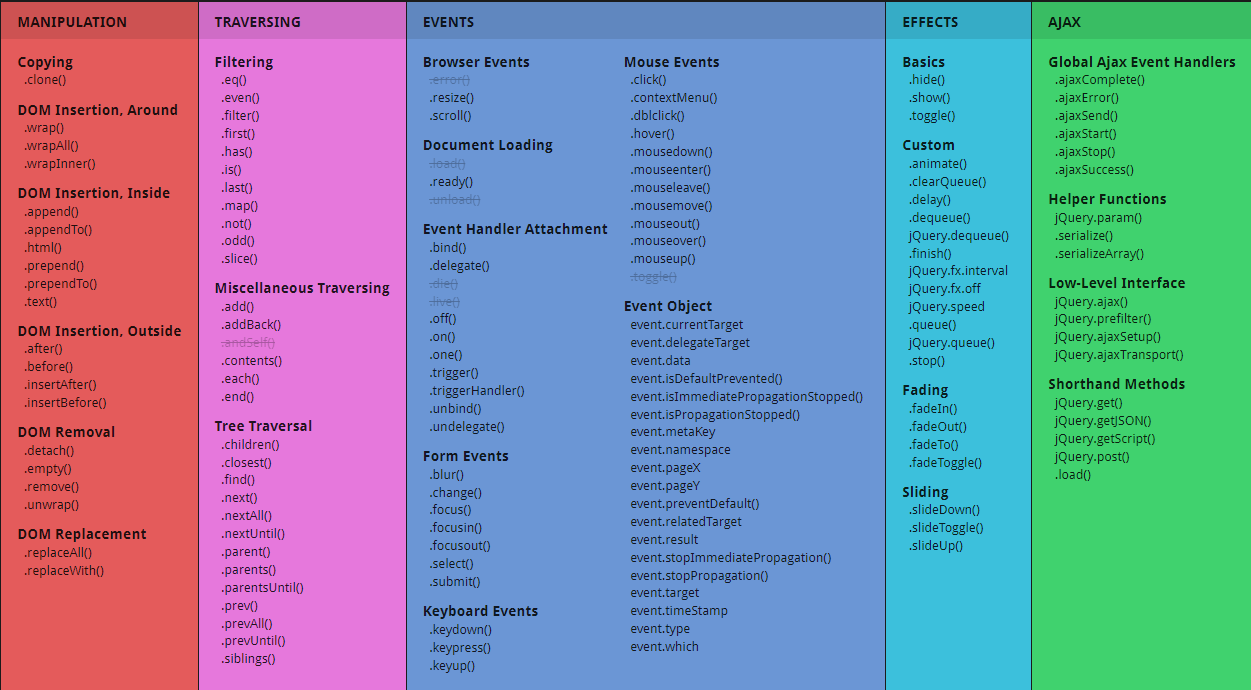 MANIPULATION
Copying
.clone()
DOM Insertion, Around
.wrap()
.wrapAll()
.wrapInner()
DOM Insertion, Inside
.append()
.appendTo()
.html()
.prepend()
.prependTo()
.text()
DOM Insertion, Outside
.after()
.before()
.insertAfter()
.insertBefore()
DOM Removal
.detach()
.empty()
.remove()
.unwrap()
DOM Replacement
.replaceAll()
.replaceWith()
TRAVERSING
Filtering
.eq()
.even()
.filter()
.first()
.has()
.is()
.last()
.map()
.not()
.odd()
.slice()
Miscellaneous Traversing
.add()
.addBack()
.andSelf()
.contents()
.each()
.end()
Tree Traversal
.children()
.closest()
.find()
.next()
.nextAll()
.nextUntil()
.parent()
.parents()
.parentsUntil()
.prev()
.prevAll()
.prevUntil()
.siblings()
EVENTS
Browser Events
.error()
.resize()
.scroll()
Document Loading
.load()
.ready()
.unload()
Event Handler Attachment
.bind()
.delegate()
.die()
.live()
.off()
.on()
.one()
.trigger()
.triggerHandler()
.unbind()
.undelegate()
Form Events
.blur()
.change()
.focus()
.focusin()
.focusout()
.select()
.submit()
Keyboard Events
.keydown()
.keypress()
.keyup()
Mouse Events
.click()
.contextMenu()
.dblclick()
.hover()
.mousedown()
.mouseenter()
.mouseleave()
.mousemove()
.mouseout()
.mouseover()
.mouseup()
.toggle()
Event Object
event.currentTarget
event.delegateTarget
event.data
event.isDefaultPrevented()
event.isImmediatePropagationStopped()
event.isPropagationStopped()
event.metaKey
event.namespace
event.pageX
event.pageY
event.preventDefault()
event.relatedTarget
event.result
event.stopImmediatePropagation()
event.stopPropagation()
event.target
event.timeStamp
event.type
event.which
EFFECTS
Basics
.hide()
.show()
.toggle()
Custom
.animate()
.clearQueue()
.delay()
.dequeue()
jQuery.dequeue()
.finish()
jQuery.fx.interval
jQuery.fx.off
jQuery.speed
.queue()
jQuery.queue()
.stop()
Fading
.fadeIn()
.fadeOut()
.fadeTo()
.fadeToggle()
Sliding
.slideDown()
.slideToggle()
.slideUp()
AJAX
Global Ajax Event Handlers
.ajaxComplete()
.ajaxError()
.ajaxSend()
.ajaxStart()
.ajaxStop()
.ajaxSuccess()
Helper Functions
jQuery.param()
.serialize()
.serializeArray()
Low-Level Interface
jQuery.ajax()
jQuery.prefilter()
jQuery.ajaxSetup()
jQuery.ajaxTransport()
Shorthand Methods
jQuery.get()
jQuery.getJSON()
jQuery.getScript()
jQuery.post()
.load()